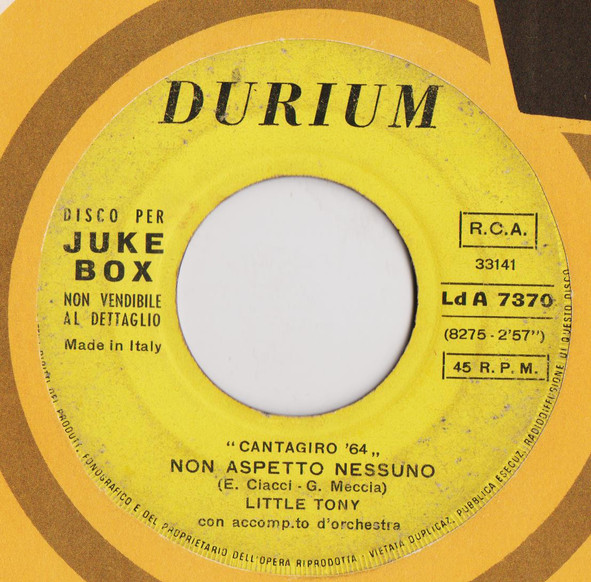 DURIUM
DISCO PER
JUKE
BOX
NON VENDIBILE
AL DETTAGLIO
Made in Italy
R.C.A.
33141
Ld A 7370
(8275 - 2'57")
45 R. P. M.
"CANTAGIRO '64„
NON ASPETTO NESSUNO
(E. Ciacci - G. Meccia)
LITTLE TONY
con accomp.to d'orchestra
DEL PRODUTT. FONOGRAFICO E DEL PROPRIETARIO DELL'OPERA RIPRODOTTA : VIETATA DUPLICAZ. PUBBLICA ESECUZ. RADIODIFFUSIONE DI QUESTO DISCO